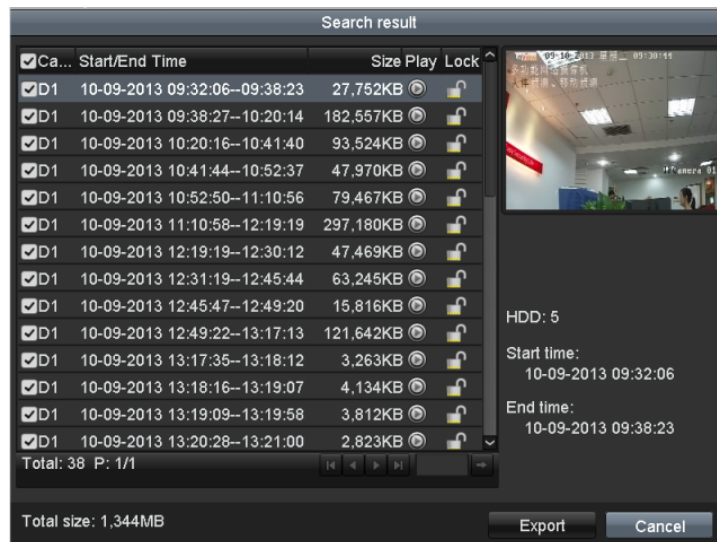 Search result
Ca... Start/End Time Size Play Lock
D1 10-09-2013 09:32:06--09:38:23 27,752KB
D1 10-09-2013 09:38:27--10:20:14 182,557KB
D1 10-09-2013 10:20:16--10:41:40 93,524KB
D1 10-09-2013 10:41:44--10:52:37 47,970KB
D1 10-09-2013 10:52:50--11:10:56 79,467KB
D1 10-09-2013 11:10:58--12:19:19 297,180KB
D1 10-09-2013 12:19:19--12:30:12 47,469KB
D1 10-09-2013 12:31:19--12:45:44 63,245KB
D1 10-09-2013 12:45:47--12:49:20 15,816KB
D1 10-09-2013 12:49:22--13:17:13 121,642KB
D1 10-09-2013 13:17:35--13:18:12 3,263KB
D1 10-09-2013 13:18:16--13:19:07 4,134KB
D1 10-09-2013 13:19:09--13:19:58 3,812KB
D1 10-09-2013 13:20:28--13:21:00 2,823KB
Total: 38 P: 1/1
09-10-2013 星期 09:30:44
Camera 01
HDD: 5
Start time:
10-09-2013 09:32:06
End time:
10-09-2013 09:38:23
Total size: 1,344MB
Export
Cancel